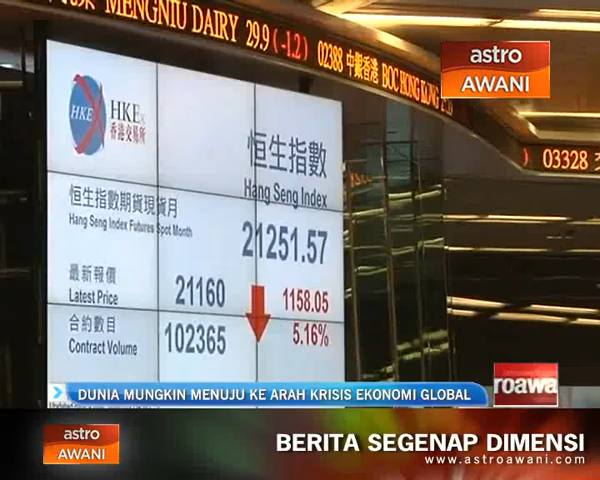 MENGNIU DAIRY 29.9 (-1.2) 02388 中銀香港 BOC HONG KONG
astro
AWANI
03328
HKEx
HKEx
香港交易所
恒生指數
Hang Seng Index
恒生指數期貨現貨月
Hang Seng Index Futures Spot Month
21251.57
最新報價
Latest Price
21160
1158.05
合約數目
Contract Volume
102365
5.16%
DUNIA MUNGKIN MENUJU KE ARAH KRISIS EKONOMI GLOBAL
roawa
astro
AWANI
BERITA SEGENAP DIMENSI
www.astroawani.com